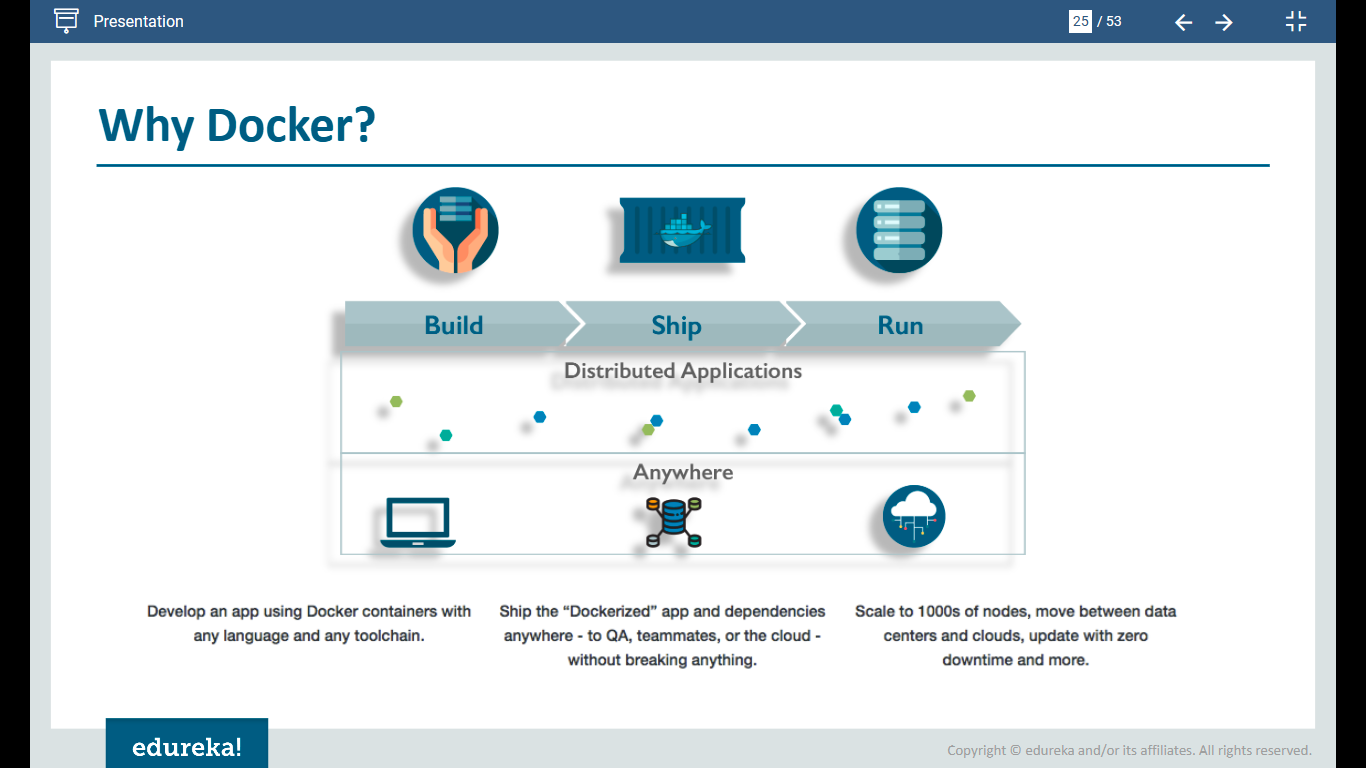 Presentation
25 / 53
Why Docker?
Build
Ship
Run
Distributed Applications
Anywhere
Develop an app using Docker containers with
any language and any toolchain.
Ship the “Dockerized” app and dependencies
anywhere - to QA, teammates, or the cloud -
without breaking anything.
Scale to 1000s of nodes, move between data
centers and clouds, update with zero
downtime and more.
edureka!
Copyright © edureka and/or its affiliates. All rights reserved.